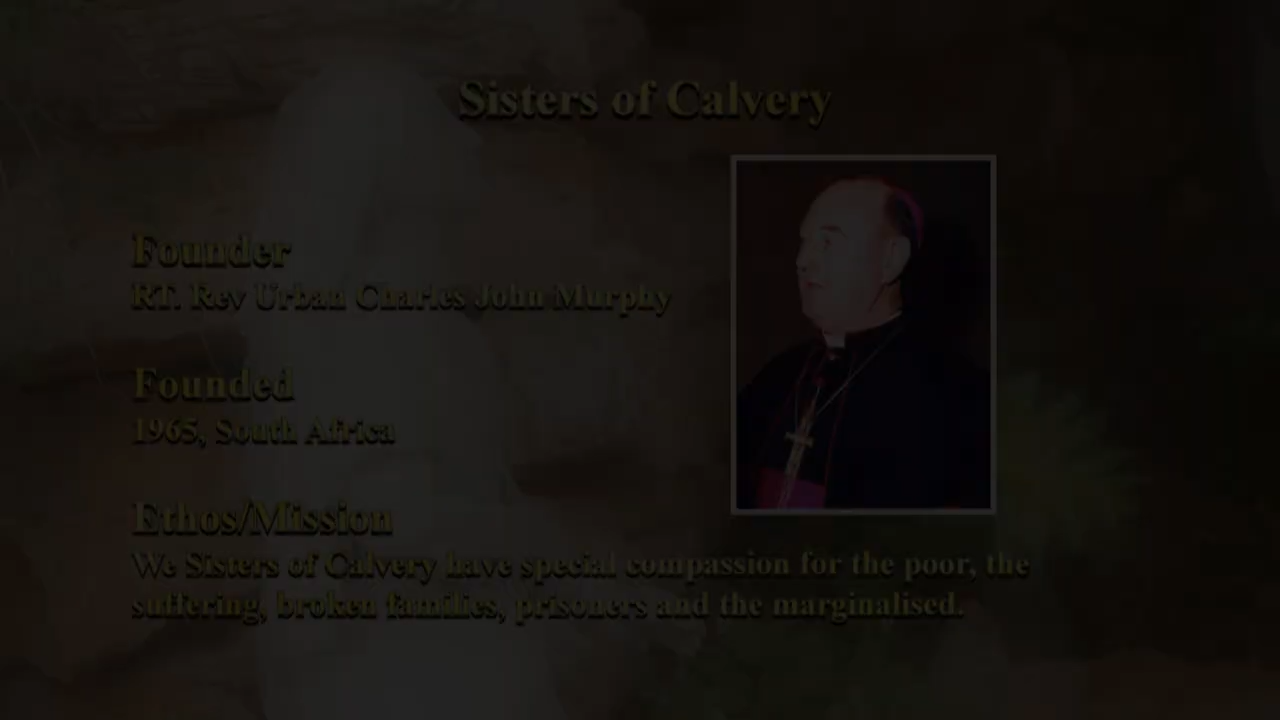 Sisters of Calvery
Founder
RT. Rev Urban Charles John Murphy
Founded
1965, South Africa
Ethos/Mission
We Sisters of Calvery have special compassion for the poor, the
suffering, broken families, prisoners and the marginalised.